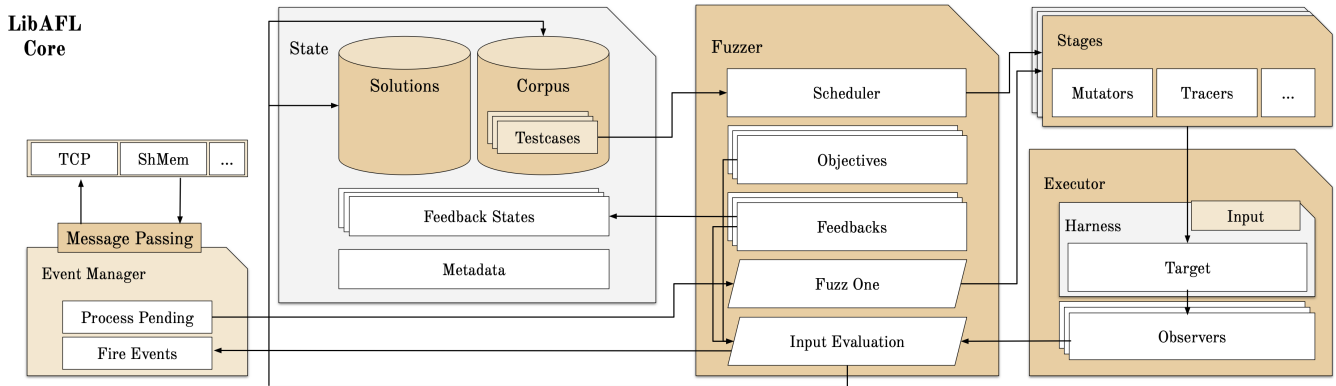 LibAFL
Core
TCP
ShMem
...
Message Passing
Event Manager
Process Pending
Fire Events
State
Solutions
Corpus
Testcases
Feedback States
Metadata
Fuzzer
Scheduler
Objectives
Feedbacks
Fuzz One
Input Evaluation
Stages
Mutators
Tracers
...
Executor
Input
Harness
Target
Observers